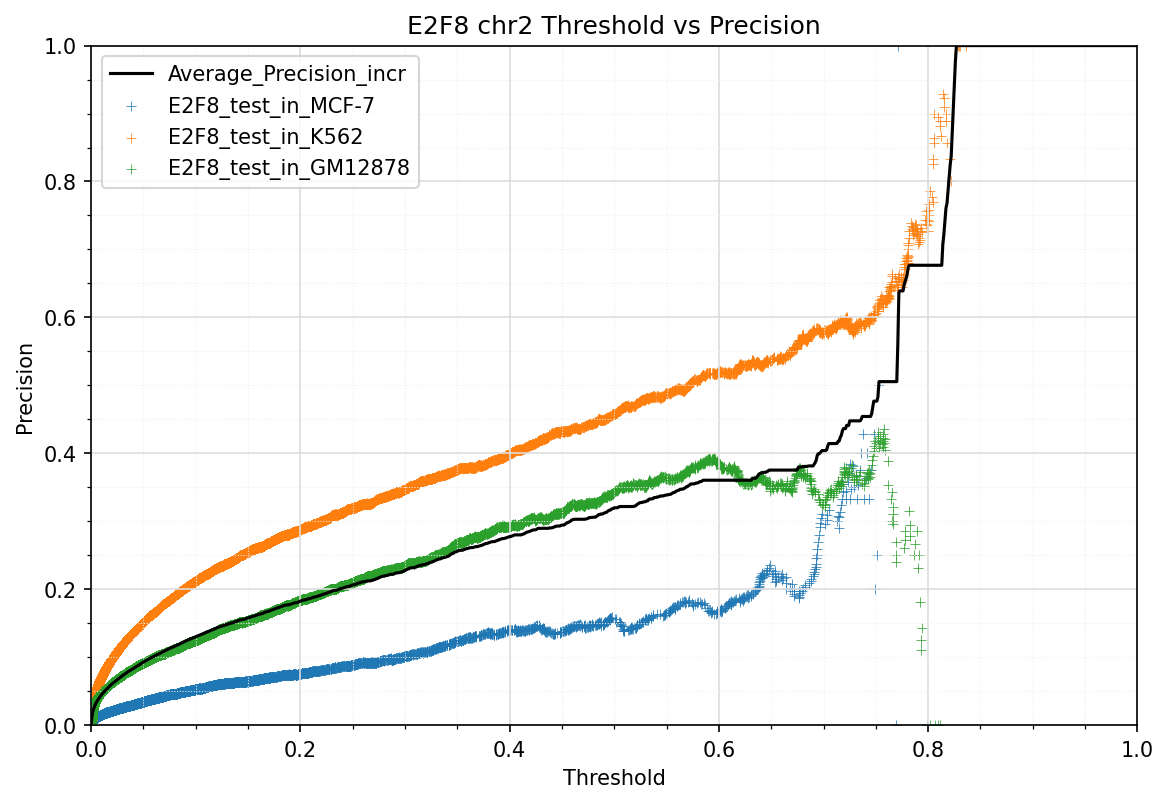 E2F8 chr2 Threshold vs Precision
Average_Precision_incr
E2F8_test_in_MCF-7
E2F8_test_in_K562
E2F8_test_in_GM12878
Precision
1.0
0.8
0.6
0.4
0.2
0.0
0.0 0.2 0.4 0.6 0.8 1.0
Threshold